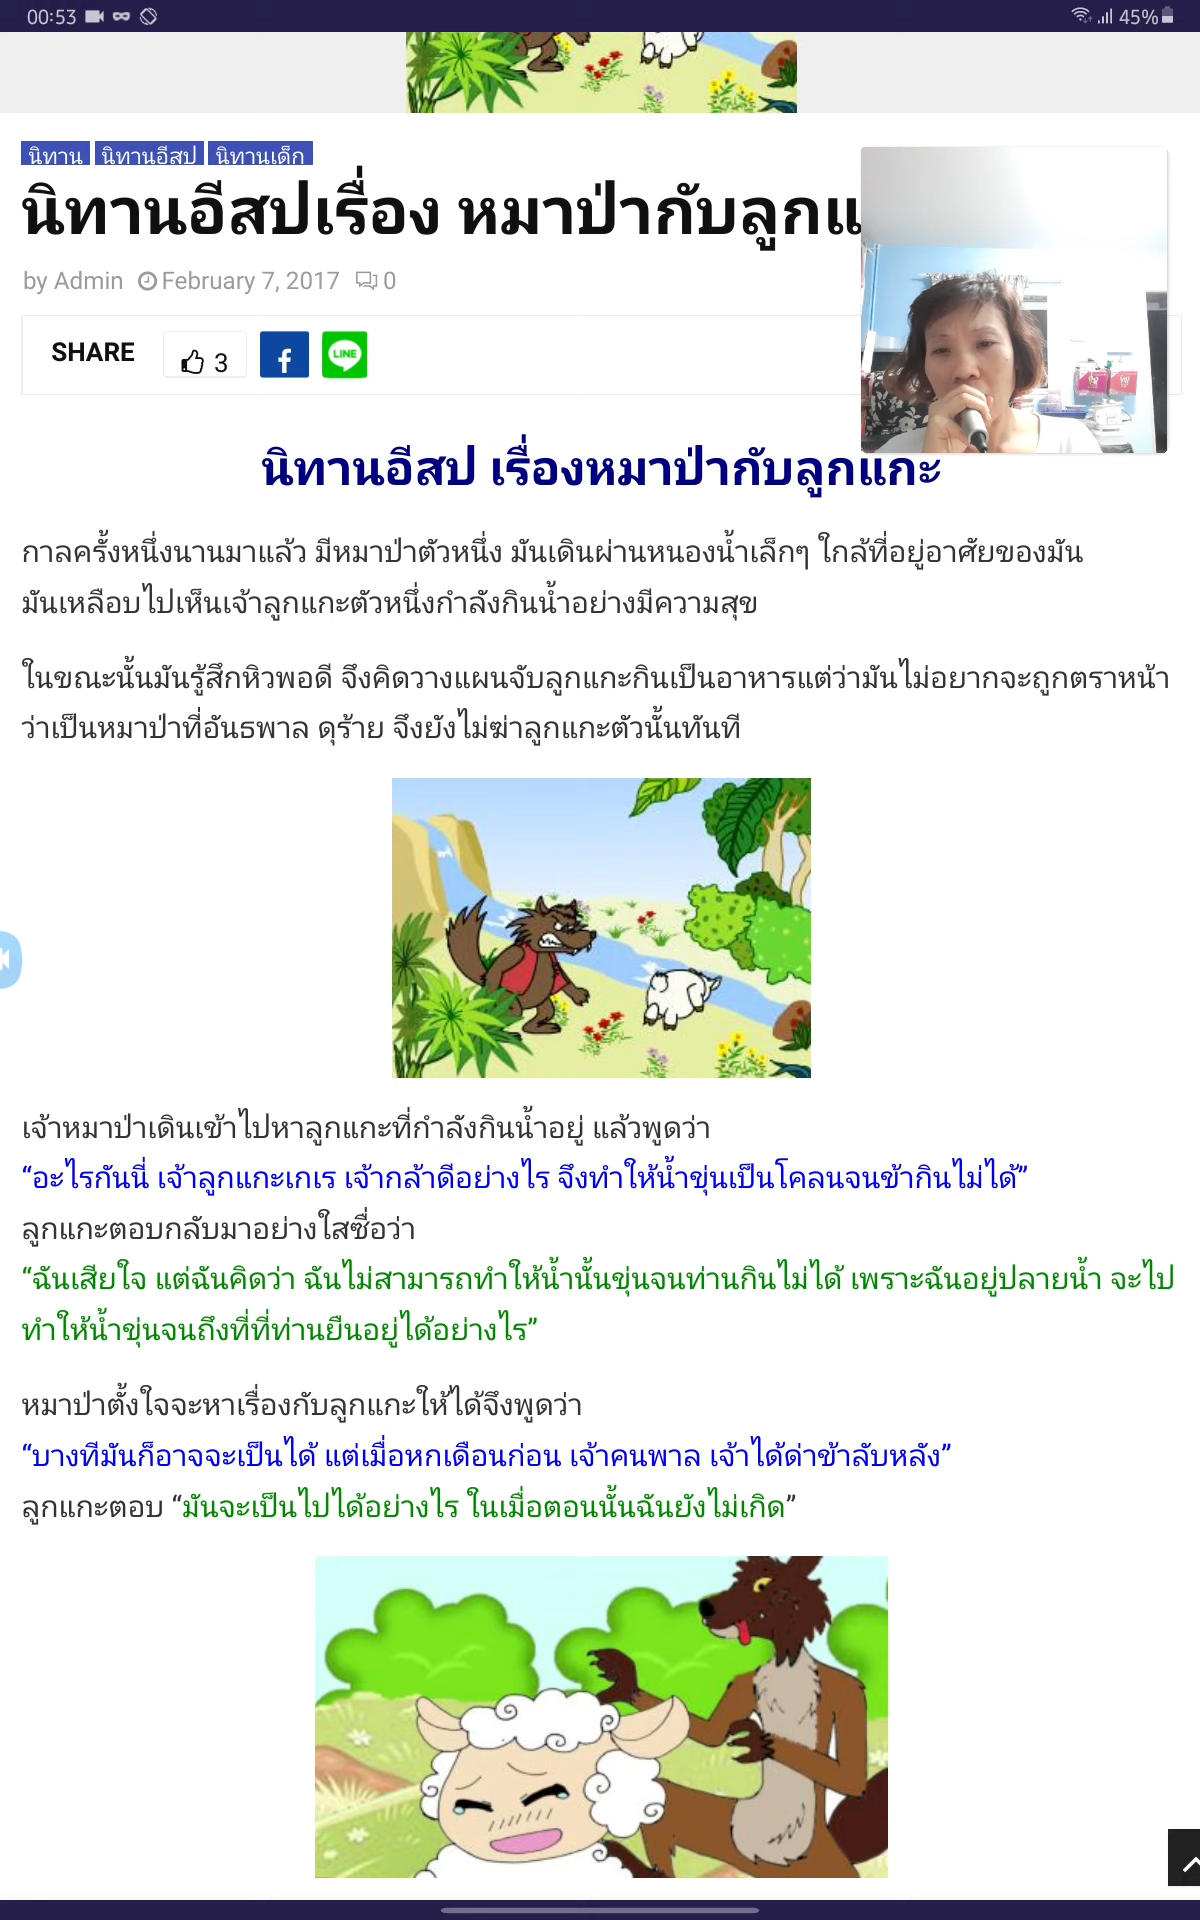 00:53
45%
นิทาน นิทานอีสป นิทานเด็ก
นิทานอีสปเรื่อง หมาป่ากับลูกแ
by Admin February 7, 2017 0
SHARE 3 f LINE
นิทานอีสป เรื่องหมาป่ากับลูกแกะ
กาลครั้งหนึ่งนานมาแล้ว มีหมาป่าตัวหนึ่ง มันเดินผ่านหนองน้ำเล็กๆ ใกล้ที่อยู่อาศัยของมัน
มันเหลือบไปเห็นเจ้าลูกแกะตัวหนึ่งกำลังกินน้ำอย่างมีความสุข
ในขณะนั้นมันรู้สึกหิวพอดี จึงคิดวางแผนจับลูกแกะกินเป็นอาหารแต่ว่ามันไม่อยากจะถูกตราหน้า
ว่าเป็นหมาป่าที่อันธพาล ดุร้าย จึงยังไม่ฆ่าลูกแกะตัวนั้นทันที
เจ้าหมาป่าเดินเข้าไปหาลูกแกะที่กำลังกินน้ำอยู่ แล้วพูดว่า
“อะไรกันนี่ เจ้าลูกแกะเกเร เจ้ากล้าดีอย่างไร จึงทำให้น้ำขุ่นเป็นโคลนจนข้ากินไม่ได้”
ลูกแกะตอบกลับมาอย่างใสซื่อว่า
“ฉันเสียใจ แต่ฉันคิดว่า ฉันไม่สามารถทำให้น้ำนั้นขุ่นจนท่านกินไม่ได้ เพราะฉันอยู่ปลายน้ำ จะไป
ทำให้น้ำขุ่นจนถึงที่ที่ท่านยืนอยู่ได้อย่างไร”
หมาป่าตั้งใจจะหาเรื่องกับลูกแกะให้ได้จึงพูดว่า
“บางทีมันก็อาจจะเป็นได้ แต่เมื่อหกเดือนก่อน เจ้าคนพาล เจ้าได้ด่าข้าลับหลัง”
ลูกแกะตอบ “มันจะเป็นไปได้อย่างไร ในเมื่อตอนนั้นฉันยังไม่เกิด”